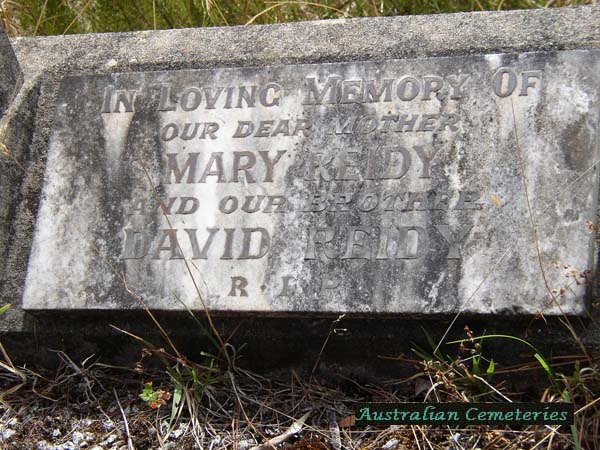 IN LOVING MEMORY OF
OUR DEAR MOTHER
MARY REIDY
AND OUR BROTHER
DAVID REIDY
R.I.P.
Australian Cemeteries